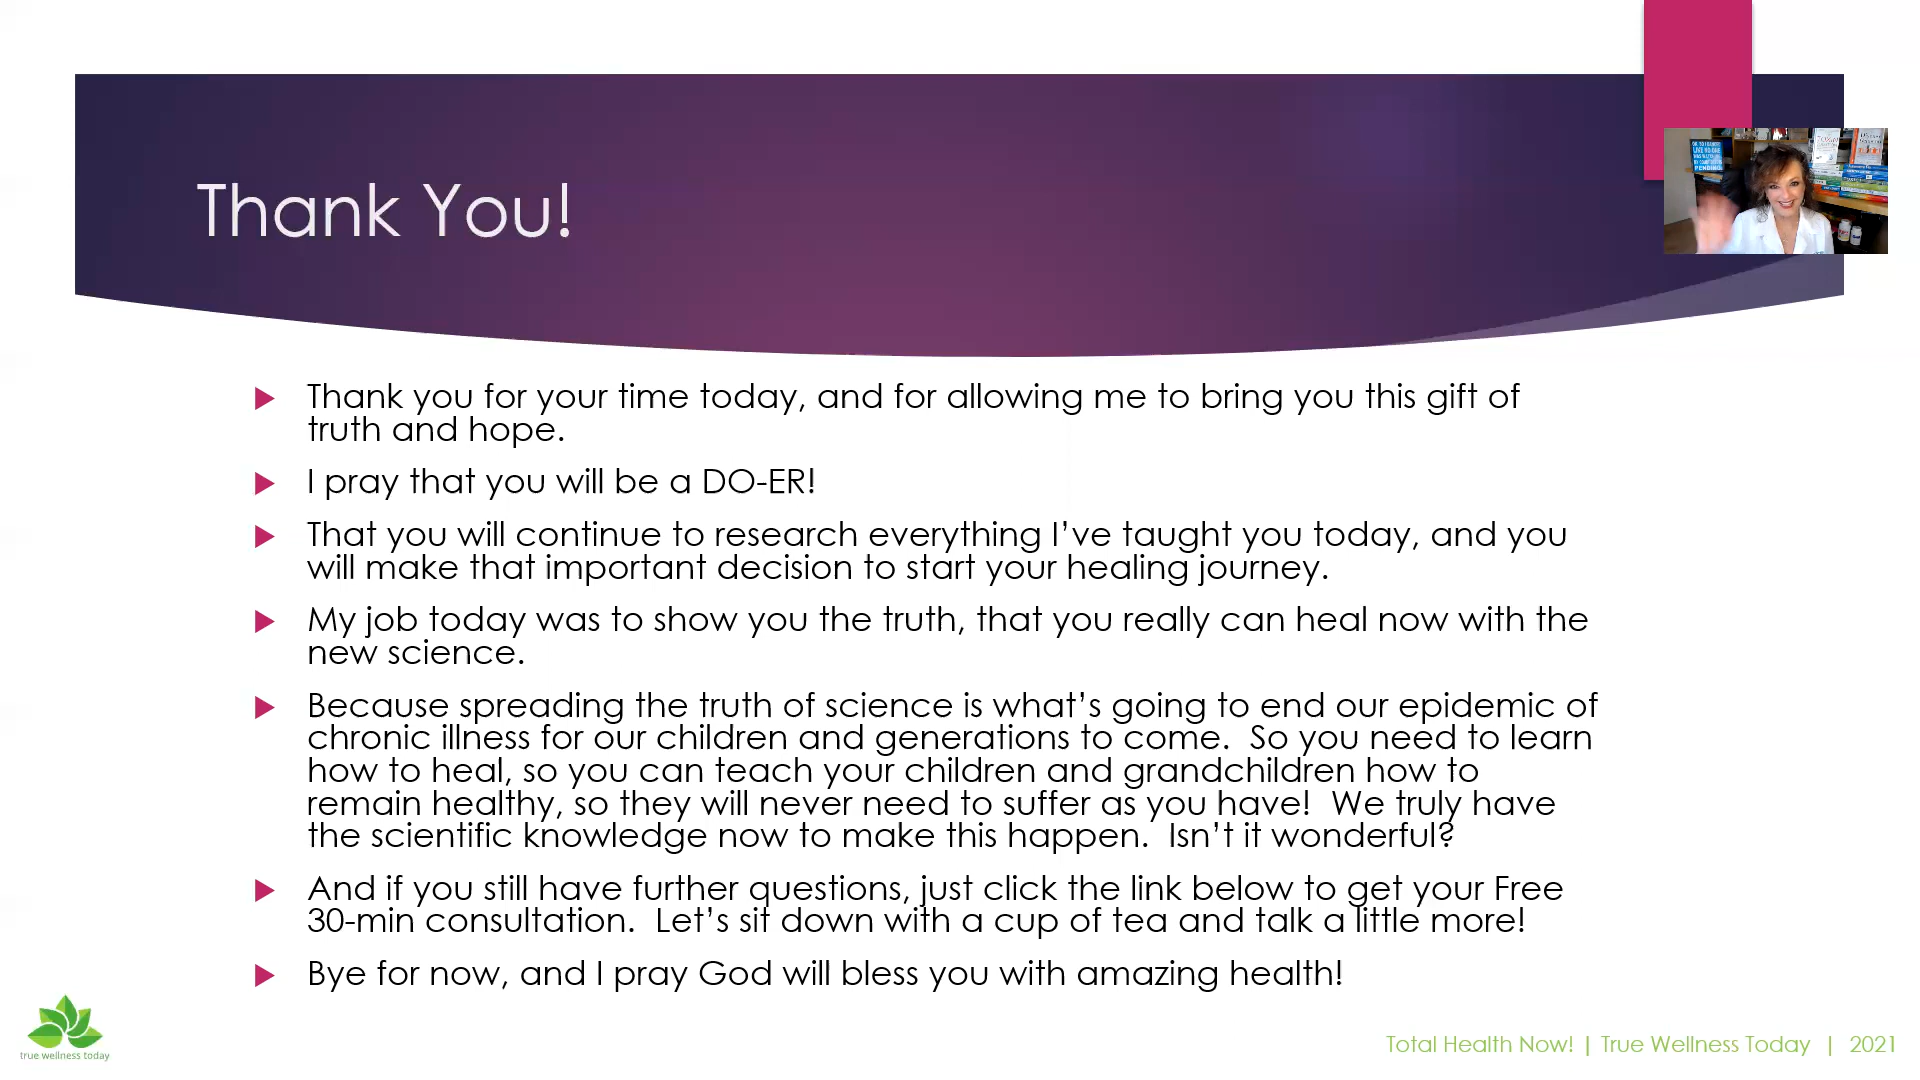 Thank You!
LIVE NO ONE
PENDING
Thank you for your time today, and for allowing me to bring you this gift of
truth and hope.
I pray that you will be a DO-ER!
That you will continue to research everything I’ve taught you today, and you
will make that important decision to start your healing journey.
My job today was to show you the truth, that you really can heal now with the
new science.
Because spreading the truth of science is what’s going to end our epidemic of
chronic illness for our children and generations to come.  So you need to learn
how to heal, so you can teach your children and grandchildren how to
remain healthy, so they will never need to suffer as you have!  We truly have
the scientific knowledge now to make this happen.  Isn’t it wonderful?
And if you still have further questions, just click the link below to get your Free
30-min consultation.  Let’s sit down with a cup of tea and talk a little more!
Bye for now, and I pray God will bless you with amazing health!
true wellness today
Total Health Now! | True Wellness Today | 2021